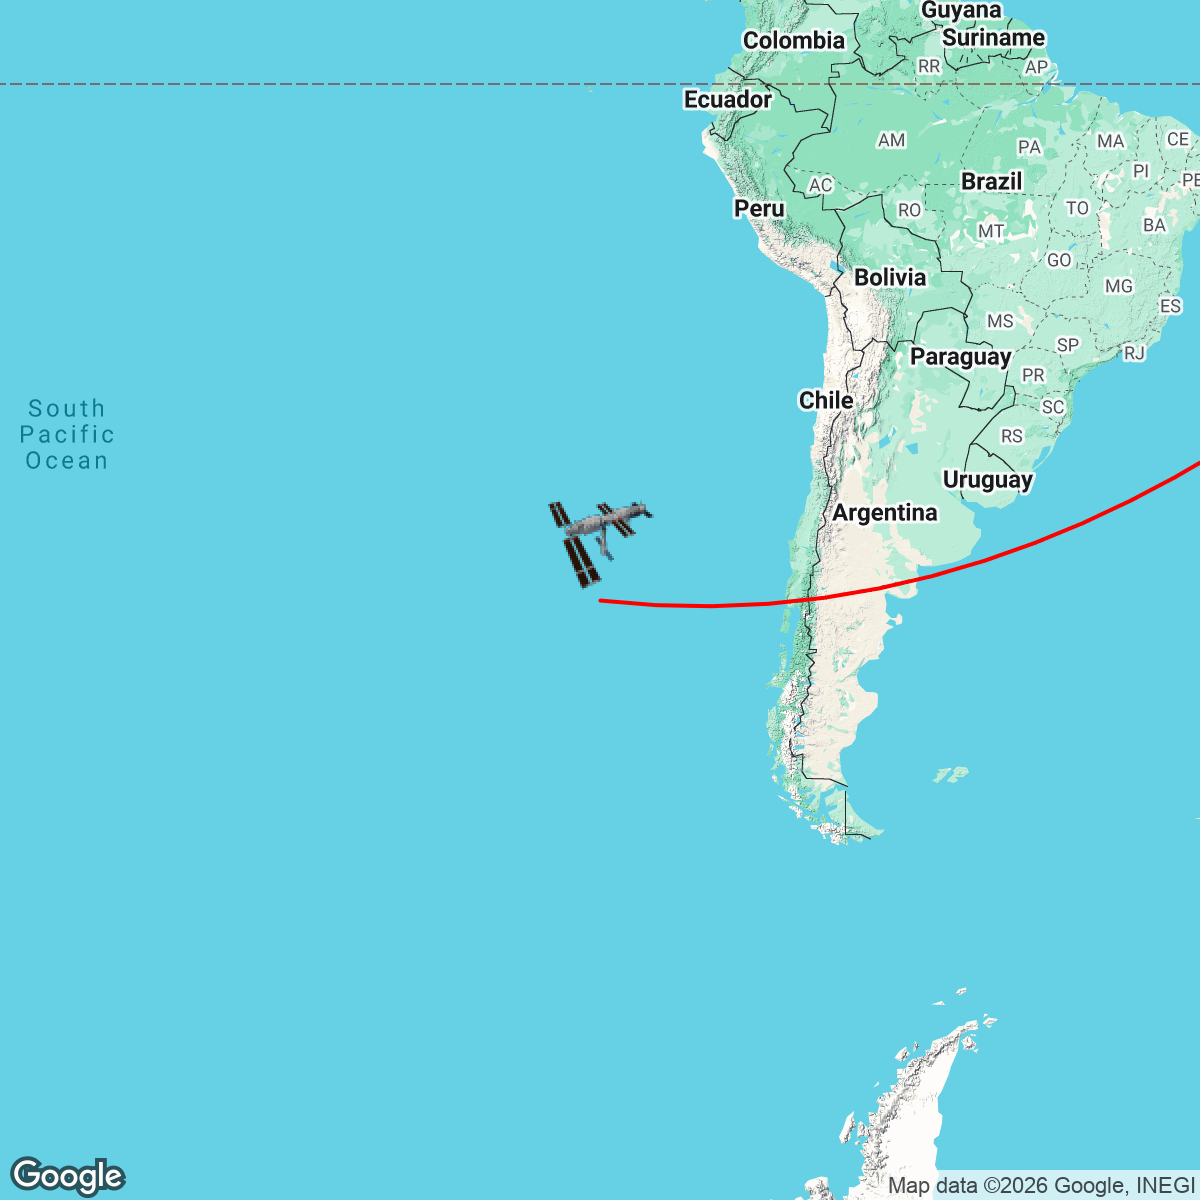 Guyana
Suriname
Colombia
RR
AP
Ecuador
AM
PA
MA
CE
PI
PE
AC
Brazil
Peru
RO
TO
MT
BA
GO
Bolivia
MG
ES
MS
SP
RJ
Paraguay
PR
Chile
SC
South
Pacific
Ocean
RS
Uruguay
Argentina
Google
Map data ©2026 Google, INEGI